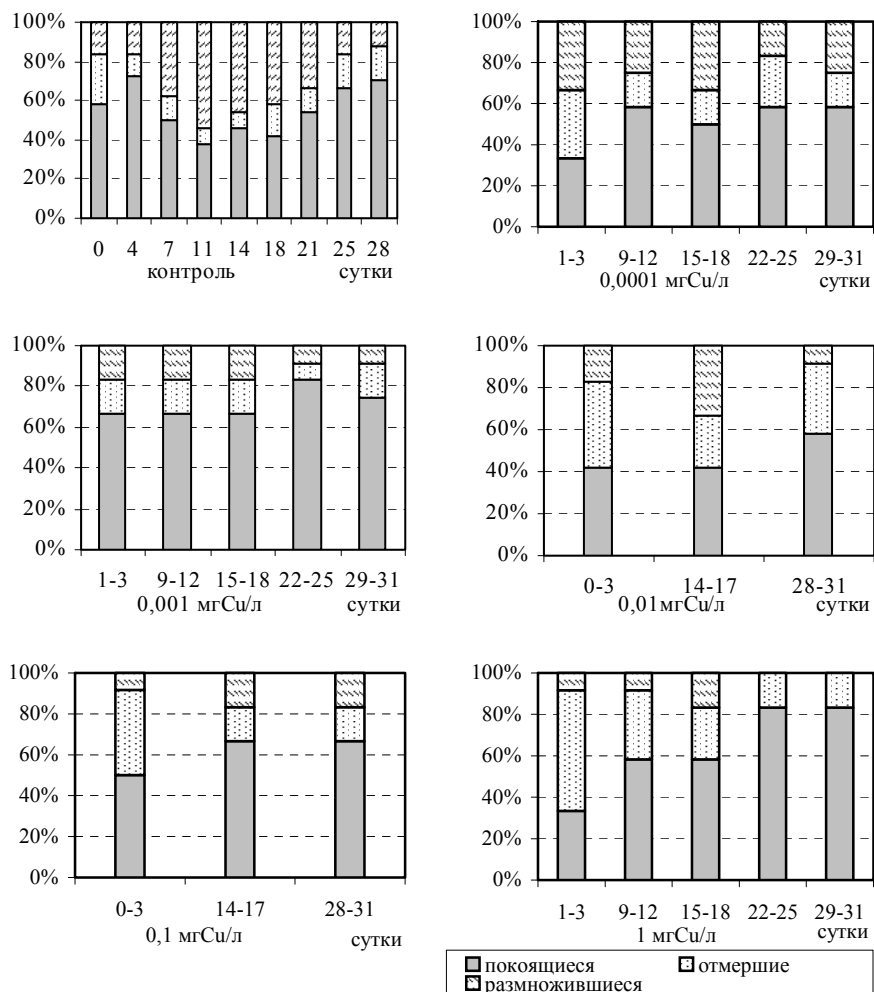 100%
80%
60%
40%
20%
0%
0 4 7 11 14 18 21 25 28
контроль сутки
100%
80%
60%
40%
20%
0%
1-3 9-12 15-18 22-25 29-31
0,0001 мгCu/л сутки
100%
80%
60%
40%
20%
0%
1-3 9-12 15-18 22-25 29-31
0,001 мгCu/л сутки
100%
80%
60%
40%
20%
0%
0-3 14-17 28-31
0,01мгCu/л сутки
100%
80%
60%
40%
20%
0%
0-3 14-17 28-31
0,1 мгCu/л сутки
100%
80%
60%
40%
20%
0%
1-3 9-12 15-18 22-25 29-31
1 мгCu/л сутки
покоящиеся отмершие
размножившиеся